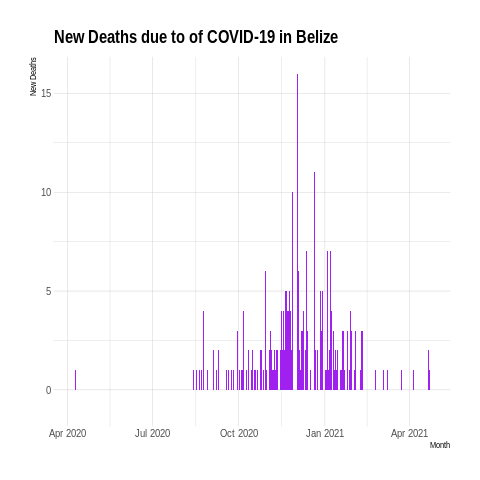 New Deaths due to of COVID-19 in Belize
New Deaths
15
10
5
0
Apr 2020 Jul 2020 Oct 2020 Jan 2021 Apr 2021
Month